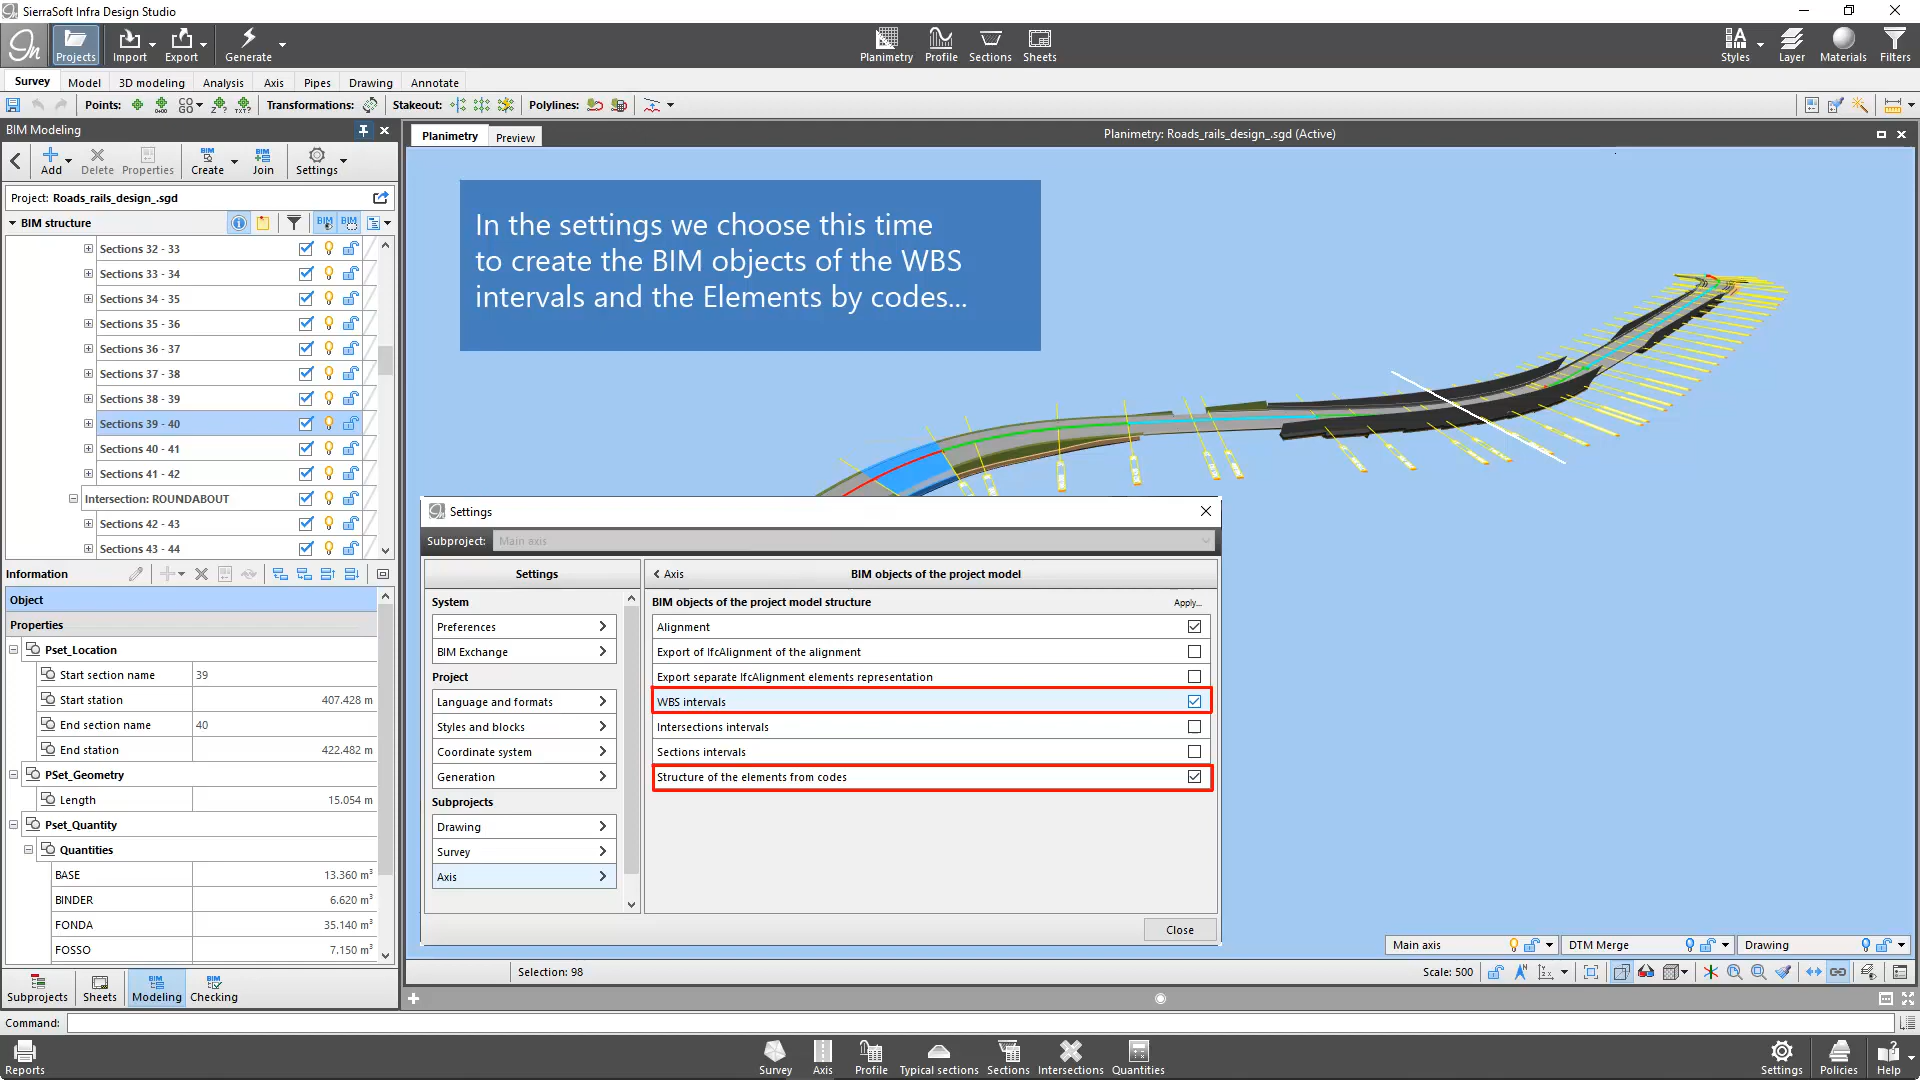 SierraSoft Infra Design Studio
Projects
Import
Export
Generate
Planimetry
Profile
Sections
Sheets
Styles
Layer
Materials
Filters
Survey
Model
3D modeling
Analysis
Axis
Pipes
Drawing
Annotate
Points:
Transformations:
Stakeout:
Polylines:
BIM Modeling
Add
Delete
Properties
Create
Join
Settings
Project: Roads_rails_design_.sgd
BIM structure
Sections 32 - 33
Sections 33 - 34
Sections 34 - 35
Sections 35 - 36
Sections 36 - 37
Sections 37 - 38
Sections 38 - 39
Sections 39 - 40
Sections 40 - 41
Sections 41 - 42
Intersection: ROUNDABOUT
Sections 42 - 43
Sections 43 - 44
Information
Object
Properties
Pset_Location
Start section name 39
Start station 407.428 m
End section name 40
End station 422.482 m
PSet_Geometry
Length 15.054 m
Pset_Quantity
Quantities
BASE 13.360 m³
BINDER 6.620 m³
FONDA 35.140 m³
FOSSO 7.150 m³
Subprojects
Sheets
Modeling
Checking
Planimetry
Preview
Planimetry: Roads_rails_design_.sgd (Active)
In the settings we choose this time
to create the BIM objects of the WBS
intervals and the Elements by codes...
Settings
Subproject: Main axis
Settings
System
Preferences
BIM Exchange
Project
Language and formats
Styles and blocks
Coordinate system
Generation
Subprojects
Drawing
Survey
Axis
Axis
BIM objects of the project model
BIM objects of the project model structure
Apply...
Alignment
Export of IfcAlignment of the alignment
Export separate IfcAlignment elements representation
WBS intervals
Intersections intervals
Sections intervals
Structure of the elements from codes
Close
Main axis
DTM Merge
Drawing
Selection: 98
Scale: 500
Command:
Reports
Survey
Axis
Profile
Typical sections
Sections
Intersections
Quantities
Settings
Policies
Help